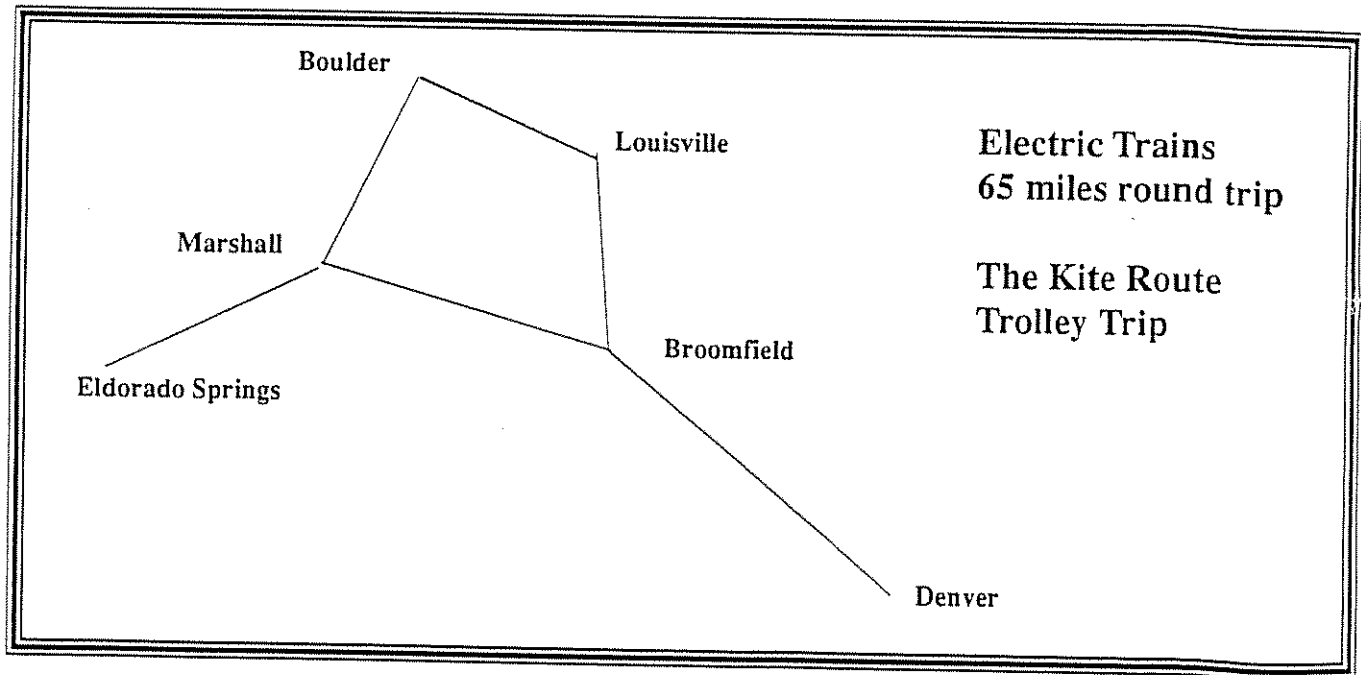 Boulder
Louisville
Electric Trains
65 miles round trip
Marshall
The Kite Route
Trolley Trip
Broomfield
Eldorado Springs
Denver